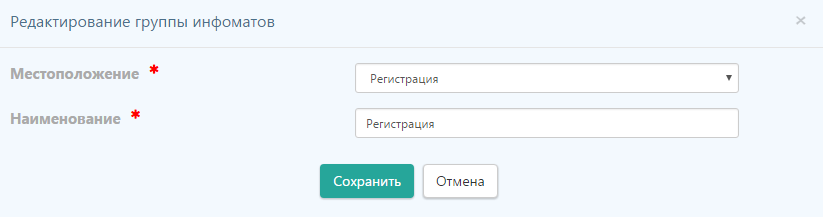 Редактирование группы инфоматов ×
Местоположение * Регистрация
Наименование * Регистрация
Сохранить Отмена